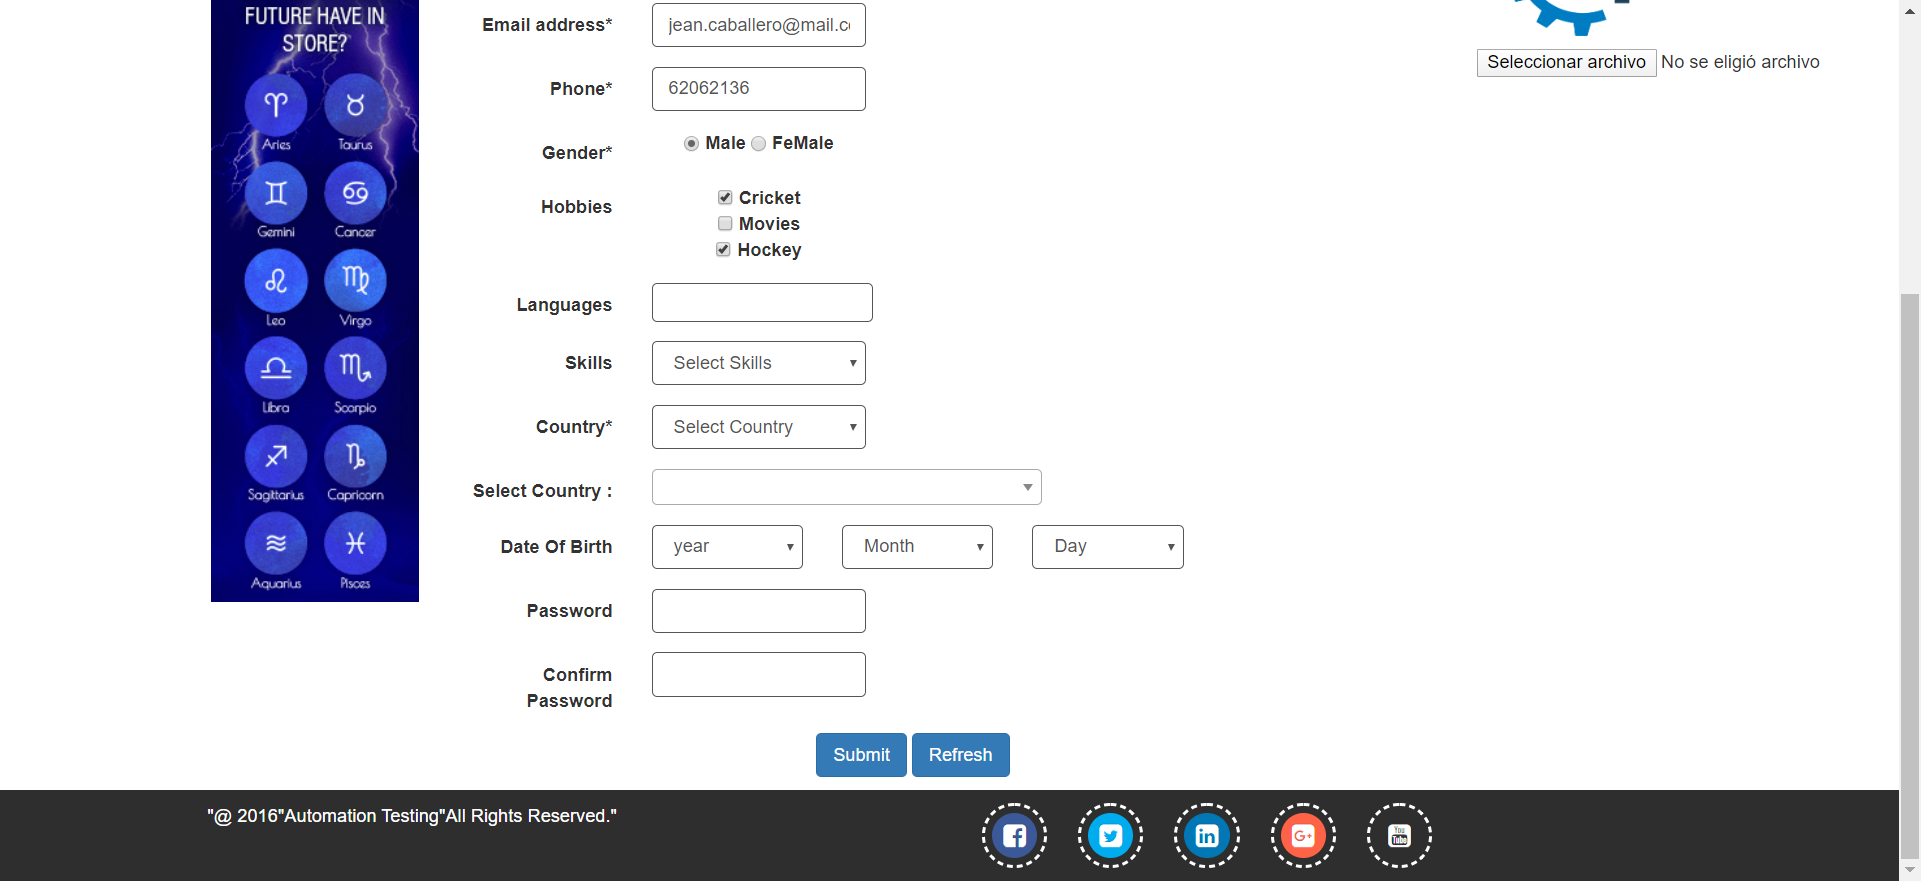 FUTURE HAVE IN
STORE?
Aries
Taurus
Gemini
Cancer
Leo
Virgo
Libra
Scorpio
Sagittarius
Capricorn
Aquarius
Pisces
Email address*
jean.caballero@mail.c
Phone*
62062136
Gender*
Male
FeMale
Hobbies
Cricket
Movies
Hockey
Languages
Skills
Select Skills
Country*
Select Country
Select Country :
Date Of Birth
year
Month
Day
Password
Confirm
Password
Submit
Refresh
Seleccionar archivo
No se eligió archivo
"@ 2016"Automation Testing"All Rights Reserved."
in
G+
You
Tube